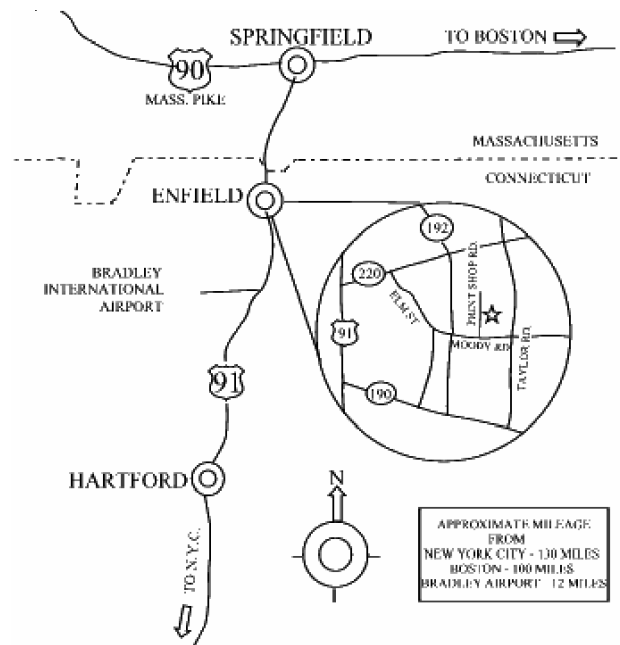 SPRINGFIELD
TO BOSTON
90
MASS. PIKE
MASSACHUSETTS
CONNECTICUT
ENFIELD
192
220
PRINT SHOP RD.
ELM ST
91
MOODY RD
TAYLOR RD.
190
BRADLEY
INTERNATIONAL
AIRPORT
91
HARTFORD
TO N.Y.C.
N
APPROXIMATE MILEAGE
FROM
NEW YORK CITY - 130 MILES
BOSTON - 100 MILES
BRADLEY AIRPORT 12 MILES